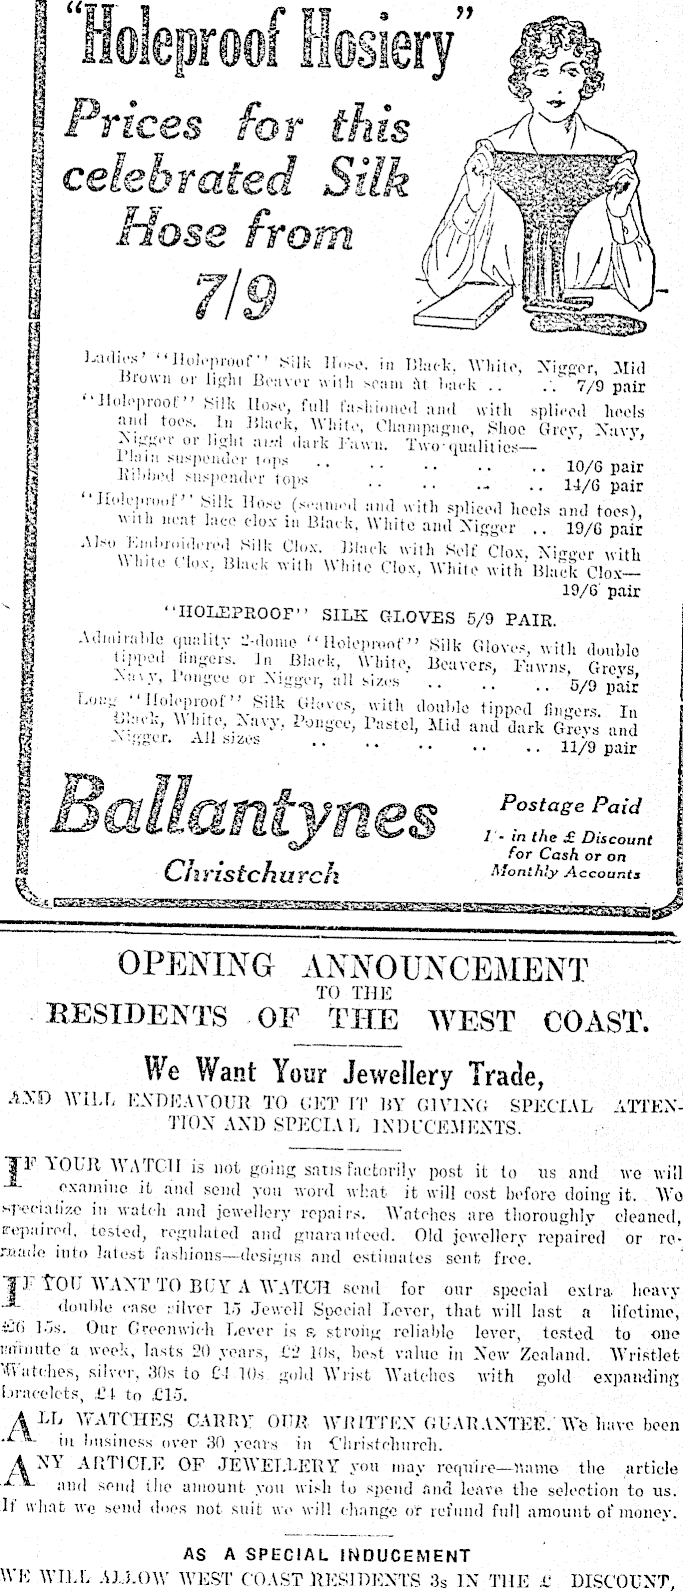 "Holeproof Hosiery"
Prices for this
celebrated Silk
Hose from
7/9
Ladies' "Holeproof" Silk Hose, in Black, White, Nigger, Mid
Brown or light Beaver with seam at back .. .. 7/9 pair
"Holeproof" Silk Hose, full fashioned and with spliced heels
and toes. In Black, White, Champagne, Shoe Grey, Navy,
Nigger or light and dark Fawn. Two qualities—
Plain suspender tops .. .. .. .. .. 10/6 pair
Ribbed suspender tops .. .. .. .. 14/6 pair
"Holeproof" Silk Hose (seamed and with spliced heels and toes),
with neat lace clox in Black, White and Nigger .. 19/6 pair
Also Embroidered Silk Clox. Black with Self Clox, Nigger with
White Clox, Black with White Clox, White with Black Clox—
19/6 pair
"HOLEPROOF" SILK GLOVES 5/9 PAIR.
Admirable quality 2-dome "Holeproof" Silk Gloves, with double
tipped fingers. In Black, White, Beavers, Fawns, Greys,
Navy, Pongee or Nigger, all sizes .. .. .. 5/9 pair
Long "Holeproof" Silk Gloves, with double tipped fingers. In
Black, White, Navy, Pongee, Pastel, Mid and dark Greys and
Nigger. All sizes .. .. .. .. .. 11/9 pair
Ballantynes
Christchurch
Postage Paid
1/- in the £ Discount
for Cash or on
Monthly Accounts
OPENING ANNOUNCEMENT
TO THE
RESIDENTS OF THE WEST COAST.
We Want Your Jewellery Trade,
AND WILL ENDEAVOUR TO GET IT BY GIVING SPECIAL ATTEN-
TION AND SPECIAL INDUCEMENTS.
IF YOUR WATCH is not going satisfactorily post it to us and we will
examine it and send you word what it will cost before doing it. We
specialize in watch and jewellery repairs. Watches are thoroughly cleaned,
repaired, tested, regulated and guaranteed. Old jewellery repaired or re-
made into latest fashions—designs and estimates sent free.
IF YOU WANT TO BUY A WATCH send for our special extra heavy
double case silver 15 Jewell Special Lever, that will last a lifetime,
£6 15s. Our Greenwich Lever is a strong reliable lever, tested to one
minute a week, lasts 20 years, £2 10s, best value in New Zealand. Wristlet
Watches, silver, 30s to £4 10s gold Wrist Watches with gold expanding
bracelets, £4 to £15.
ALL WATCHES CARRY OUR WRITTEN GUARANTEE. We have been
in business over 30 years in Christchurch.
ANY ARTICLE OF JEWELLERY you may require—name the article
and send the amount you wish to spend and leave the selection to us.
If what we send does not suit we will change or refund full amount of money.
AS A SPECIAL INDUCEMENT
WE WILL ALLOW WEST COAST RESIDENTS 3s IN THE £ DISCOUNT,